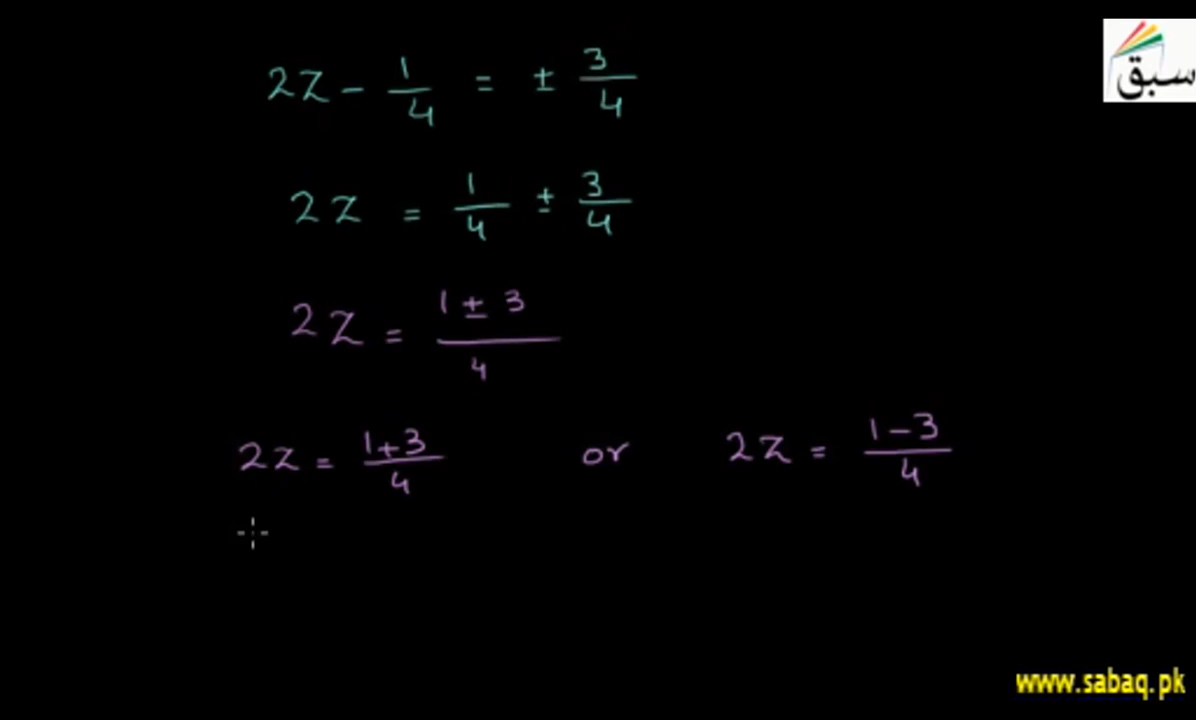 سبق
2Z - 1/4 = ± 3/4
2Z = 1/4 ± 3/4
2Z = (1 ± 3)/4
2Z = (1+3)/4 or 2Z = (1-3)/4
www.sabaq.pk